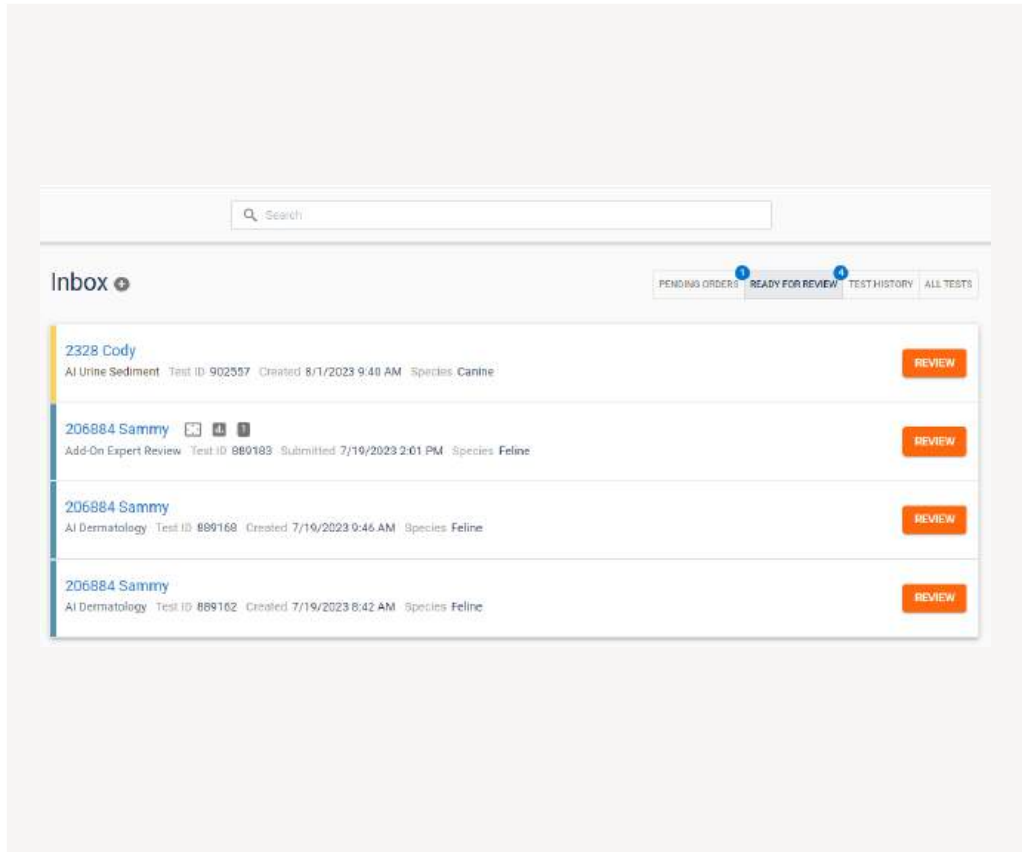 Search
Inbox
PENDING ORDERS 1 READY FOR REVIEW 4 TEST HISTORY ALL TESTS
2328 Cody
AI Urine Sediment Test ID 902557 Created 8/1/2023 9:40 AM Species Canine
REVIEW
206884 Sammy
Add-On Expert Review Test ID 889183 Submitted 7/19/2023 2:01 PM Species Feline
REVIEW
206884 Sammy
AI Dermatology Test ID 889168 Created 7/19/2023 9:46 AM Species Feline
REVIEW
206884 Sammy
AI Dermatology Test ID 889162 Created 7/19/2023 8:42 AM Species Feline
REVIEW